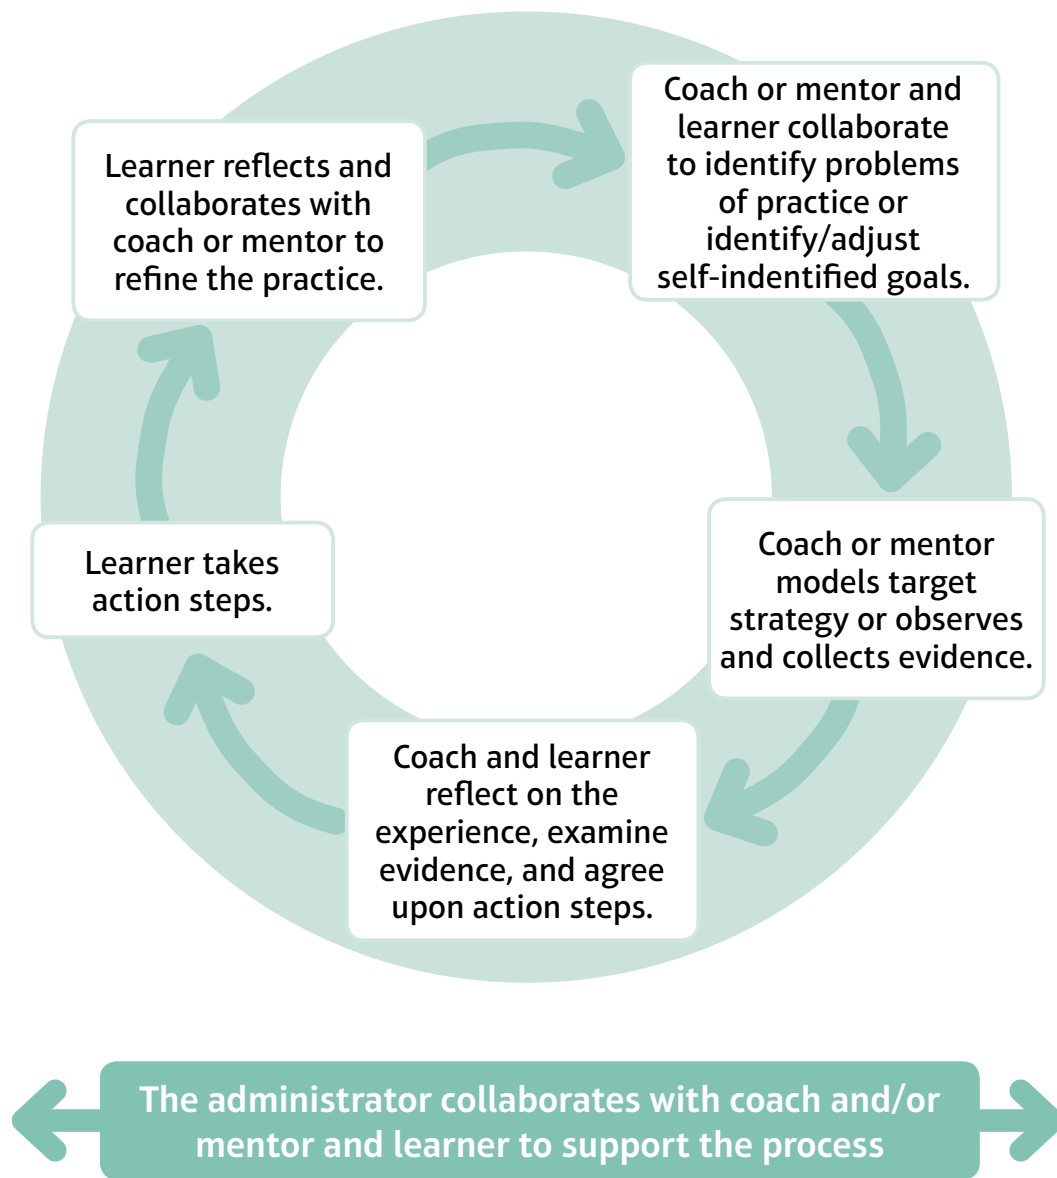 Coach or mentor and
learner collaborate
to identify problems
of practice or
identify/adjust
self-indentified goals.
Coach or mentor
models target
strategy or observes
and collects evidence.
Coach and learner
reflect on the
experience, examine
evidence, and agree
upon action steps.
Learner takes
action steps.
Learner reflects and
collaborates with
coach or mentor to
refine the practice.
The administrator collaborates with coach and/or
mentor and learner to support the process